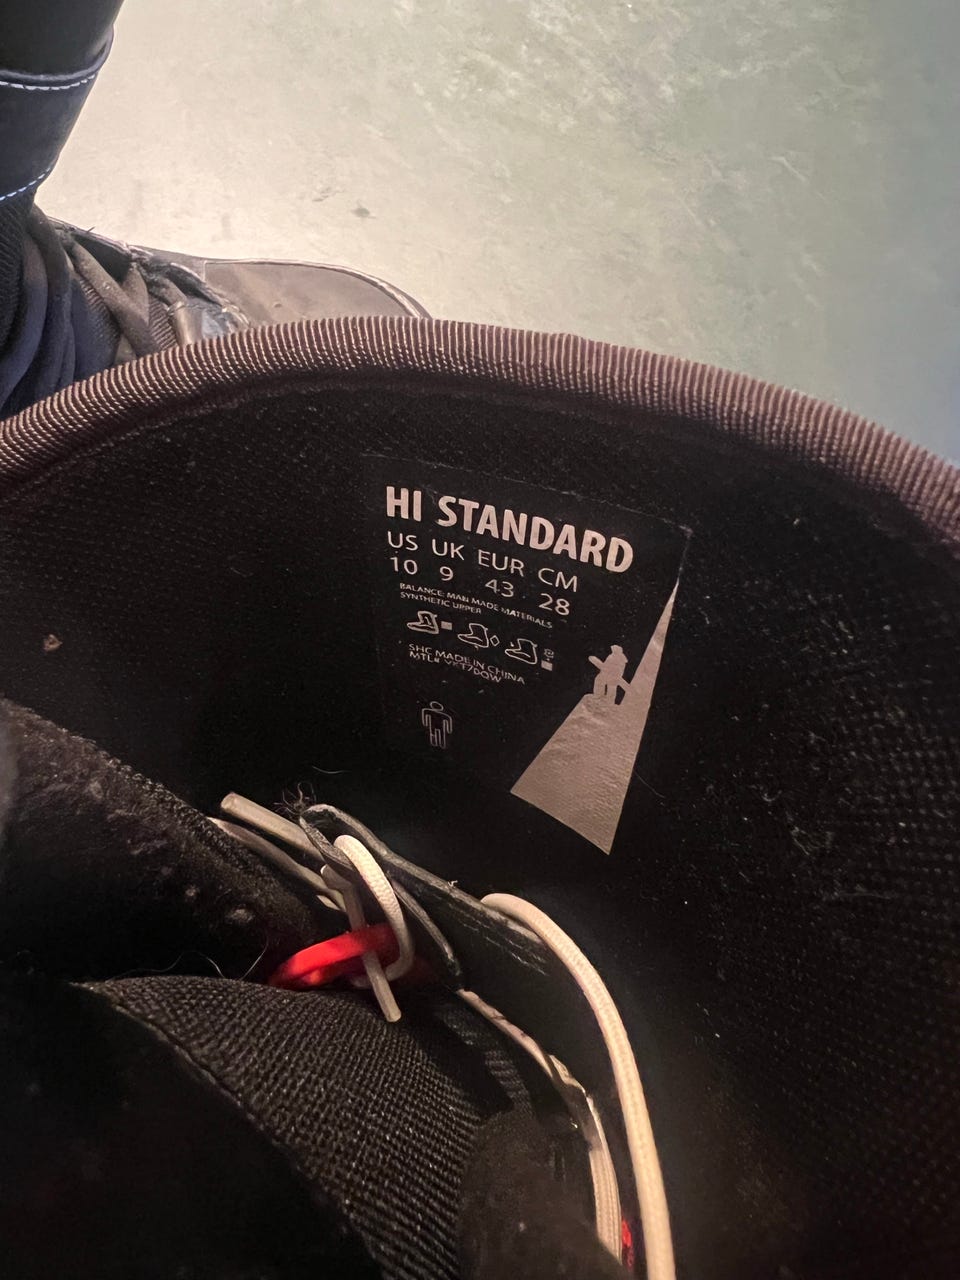 HI STANDARD
US UK EUR CM
10 9 43 28
BALANCE: MAN MADE MATERIALS
SYNTHETIC UPPER
SHC MADE IN CHINA
MTL#